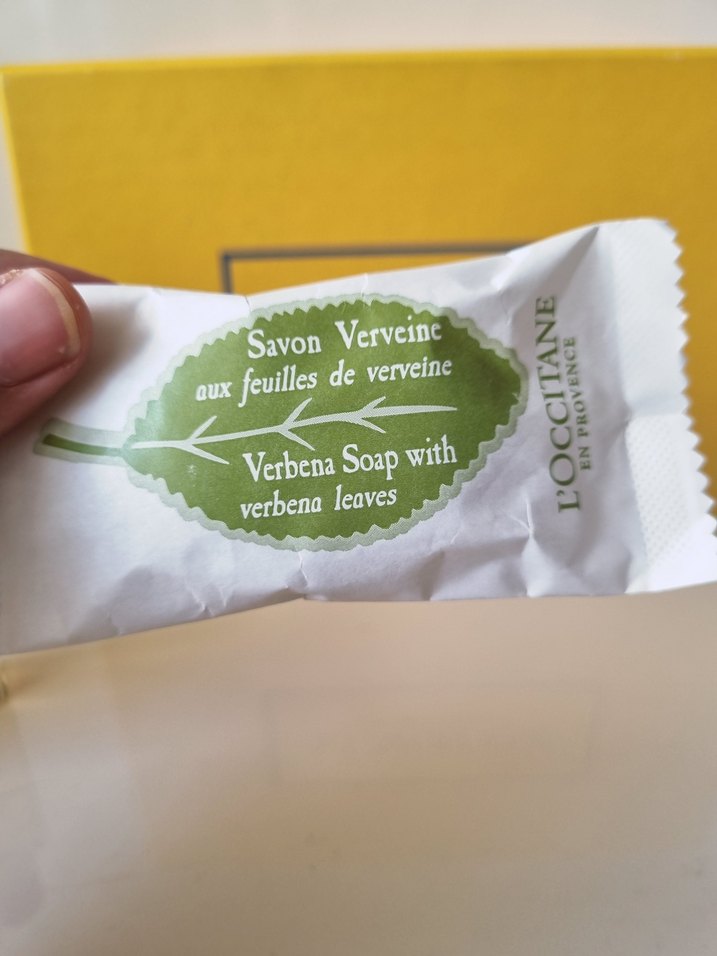 Savon Verveine
aux feuilles de verveine
Verbena Soap with
verbena leaves
L'OCCITANE
EN PROVENCE